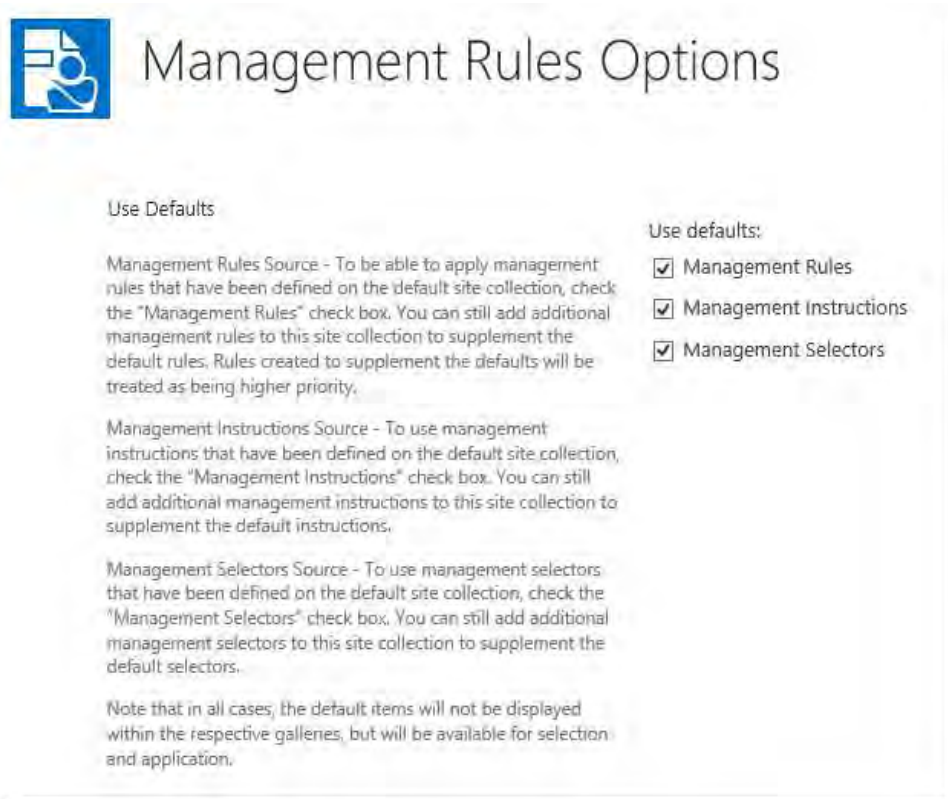 Management Rules Options
Use Defaults
Management Rules Source - To be able to apply management
rules that have been defined on the default site collection, check
the "Management Rules" check box. You can still add additional
management rules to this site collection to supplement the
default rules. Rules created to supplement the defaults will be
treated as being higher priority.
Management Instructions Source - To use management
instructions that have been defined on the default site collection,
check the "Management Instructions" check box. You can still
add additional management instructions to this site collection to
supplement the default instructions.
Management Selectors Source - To use management selectors
that have been defined on the default site collection, check the
"Management Selectors" check box. You can still add additional
management selectors to this site collection to supplement the
default selectors.
Note that in all cases, the default items will not be displayed
within the respective galleries, but will be available for selection
and application.
Use defaults:
Management Rules
Management Instructions
Management Selectors